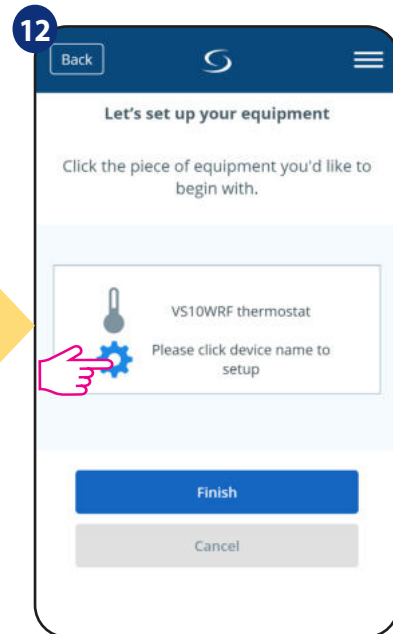 12
Back
Let's set up your equipment
Click the piece of equipment you'd like to
begin with.
VS10WRF thermostat
Please click device name to
setup
Finish
Cancel